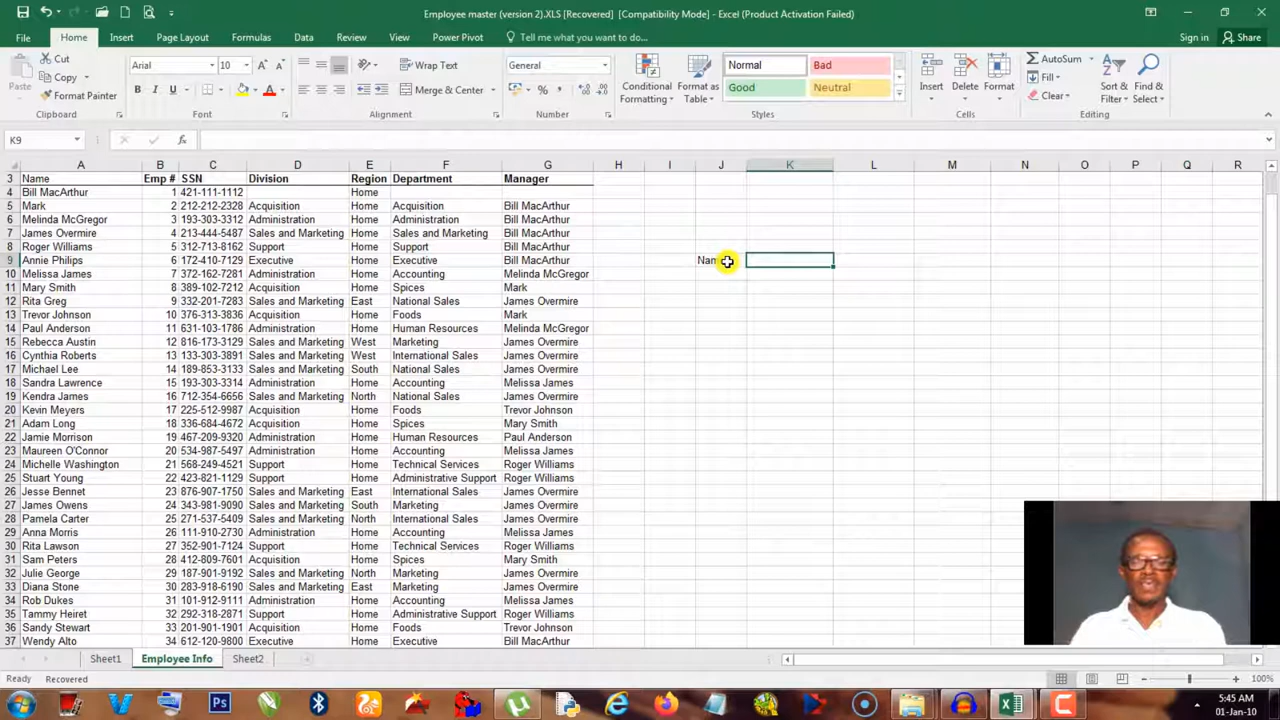 Employee master (version 2).XLS [Recovered] [Compatibility Mode] - Excel (Product Activation Failed)
File Home Insert Page Layout Formulas Data Review View Power Pivot Tell me what you want to do... Sign in Share
Cut Arial 10 Wrap Text General Normal Bad AutoSum
Copy Good Neutral Fill
Paste Format Painter B I U A Merge & Center % Conditional Formatting Format as Table Insert Delete Format Clear Sort & Filter Find & Select
Clipboard Font Alignment Number Styles Cells Editing
K9 fx
A B C D E F G H I J K L M N O P Q R
3 Name Emp # SSN Division Region Department Manager
4 Bill MacArthur 1 421-111-1112 Home
5 Mark 2 212-212-2328 Acquisition Home Acquisition Bill MacArthur
6 Melinda McGregor 3 193-303-3312 Administration Home Administration Bill MacArthur
7 James Overmire 4 213-444-5487 Sales and Marketing Home Sales and Marketing Bill MacArthur
8 Roger Williams 5 312-713-8162 Support Home Support Bill MacArthur
9 Annie Philips 6 172-410-7129 Executive Home Executive Bill MacArthur
10 Melissa James 7 372-162-7281 Administration Home Accounting Melinda McGregor
11 Mary Smith 8 389-102-7212 Acquisition Home Spices Mark
12 Rita Greg 9 332-201-7283 Sales and Marketing East National Sales James Overmire
13 Trevor Johnson 10 376-313-3836 Acquisition Home Foods Mark
14 Paul Anderson 11 631-103-1786 Administration Home Human Resources Melinda McGregor
15 Rebecca Austin 12 816-173-3129 Sales and Marketing West Marketing James Overmire
16 Cynthia Roberts 13 133-303-3891 Sales and Marketing West International Sales James Overmire
17 Michael Lee 14 189-853-3133 Sales and Marketing South National Sales James Overmire
18 Sandra Lawrence 15 193-303-3314 Administration Home Accounting Melissa James
19 Kendra James 16 712-354-6656 Sales and Marketing North National Sales James Overmire
20 Kevin Meyers 17 225-512-9987 Acquisition Home Foods Trevor Johnson
21 Adam Long 18 336-684-4672 Acquisition Home Spices Mary Smith
22 Jamie Morrison 19 467-209-9320 Administration Home Human Resources Paul Anderson
23 Maureen O'Connor 20 534-987-5497 Administration Home Accounting Melissa James
24 Michelle Washington 21 568-249-4521 Support Home Technical Services Roger Williams
25 Stuart Young 22 423-821-1129 Support Home Administrative Support Roger Williams
26 Jesse Bennet 23 876-907-1750 Sales and Marketing East International Sales James Overmire
27 James Owens 24 343-981-9090 Sales and Marketing South Marketing James Overmire
28 Pamela Carter 25 271-537-5409 Sales and Marketing North International Sales James Overmire
29 Anna Morris 26 111-910-2730 Administration Home Accounting Melissa James
30 Rita Lawson 27 352-901-7124 Support Home Technical Services Roger Williams
31 Sam Peters 28 412-809-7601 Acquisition Home Spices Mary Smith
32 Julie George 29 187-901-9192 Sales and Marketing North Marketing James Overmire
33 Diana Stone 30 283-918-6190 Sales and Marketing East Marketing James Overmire
34 Rob Dukes 31 101-912-9111 Administration Home Accounting Melissa James
35 Tammy Heiret 32 292-318-2871 Support Home Administrative Support Roger Williams
36 Sandy Stewart 33 201-901-1901 Acquisition Home Foods Trevor Johnson
37 Wendy Alto 34 612-120-9800 Executive Home Executive Bill MacArthur
Sheet1 Employee Info Sheet2
Ready Recovered 100%
5:45 AM
01-Jan-10